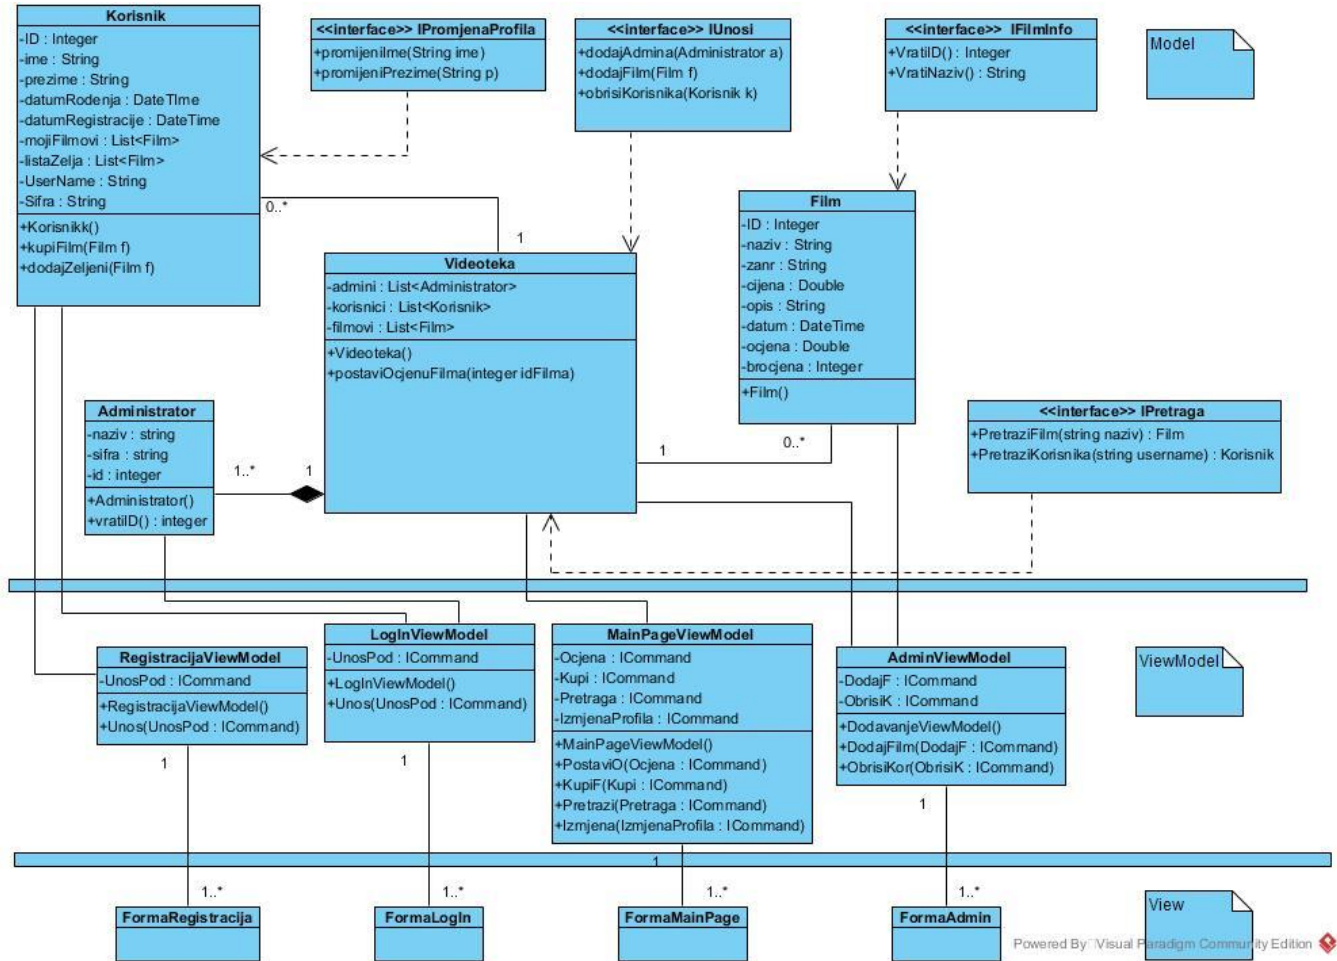 Korisnik
-ID : Integer
-ime : String
-prezime : String
-datumRođenja : DateTIme
-datumRegistracije : DateTime
-mojiFilmovi : List<Film>
-listaZelja : List<Film>
-UserName : String
-Sifra : String
+Korisnikk()
+kupiFilm(Film f)
+dodajZeljeni(Film f)
<<interface>> IPromjenaProfila
+promijeniIme(String ime)
+promijeniPrezime(String p)
<<interface>> IUnosi
+dodajAdmina(Administrator a)
+dodajFilm(Film f)
+obrisiKorisnika(Korisnik k)
<<interface>> IFilmInfo
+VratiID() : Integer
+VratiNaziv() : String
Model
0..*
1
Videoteka
-admini : List<Administrator>
-korisnici : List<Korisnik>
-filmovi : List<Film>
+Videoteka()
+postaviOcjenuFilma(integer idFilma)
Film
-ID : Integer
-naziv : String
-zanr : String
-cijena : Double
-opis : String
-datum : DateTime
-ocjena : Double
-brocjena : Integer
+Film()
1
0..*
Administrator
-naziv : string
-sifra : string
-id : integer
+Administrator()
+vratiID() : integer
1..*
1
<<interface>> IPretraga
+PretraziFilm(string naziv) : Film
+PretraziKorisnika(string username) : Korisnik
RegistracijaViewModel
-UnosPod : ICommand
+RegistracijaViewModel()
+Unos(UnosPod : ICommand)
LogInViewModel
-UnosPod : ICommand
+LogInViewModel()
+Unos(UnosPod : ICommand)
MainPageViewModel
-Ocjena : ICommand
-Kupi : ICommand
-Pretraga : ICommand
-IzmjenaProfila : ICommand
+MainPageViewModel()
+PostaviO(Ocjena : ICommand)
+KupiF(Kupi : ICommand)
+Pretrazi(Pretraga : ICommand)
+Izmjena(IzmjenaProfila : ICommand)
AdminViewModel
-DodajF : ICommand
-ObrisiK : ICommand
+DodavanjeViewModel()
+DodajFilm(DodajF : ICommand)
+ObrisiKor(ObrisiK : ICommand)
ViewModel
1
1
1
1
1..*
1..*
1..*
1..*
FormaRegistracija
FormaLogIn
FormaMainPage
FormaAdmin
View
Powered By Visual Paradigm Community Edition